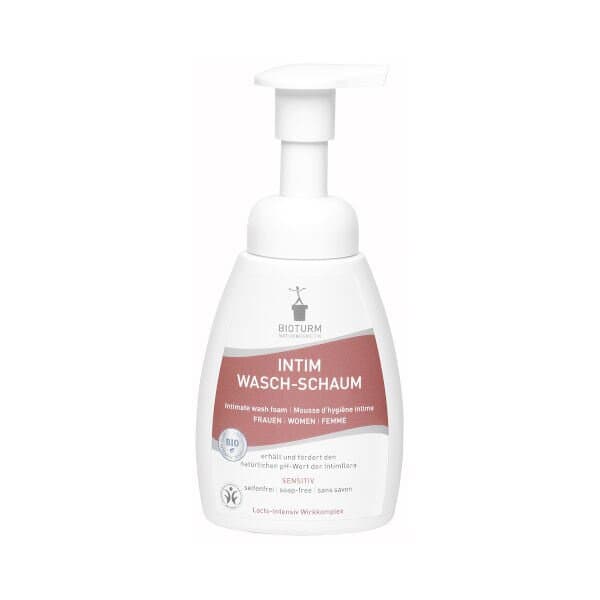 BIOTURM
NATURKOSMETIK
INTIM
WASCH-SCHAUM
Intimate wash foam | Mousse d'hygiène intime
FRAUEN | WOMEN | FEMME
BIO
erhält und fördert den
natürlichen pH-Wert der Intimflora
SENSITIV
seifenfrei | soap-free | sans savon
Lacto-Intensiv Wirkkomplex